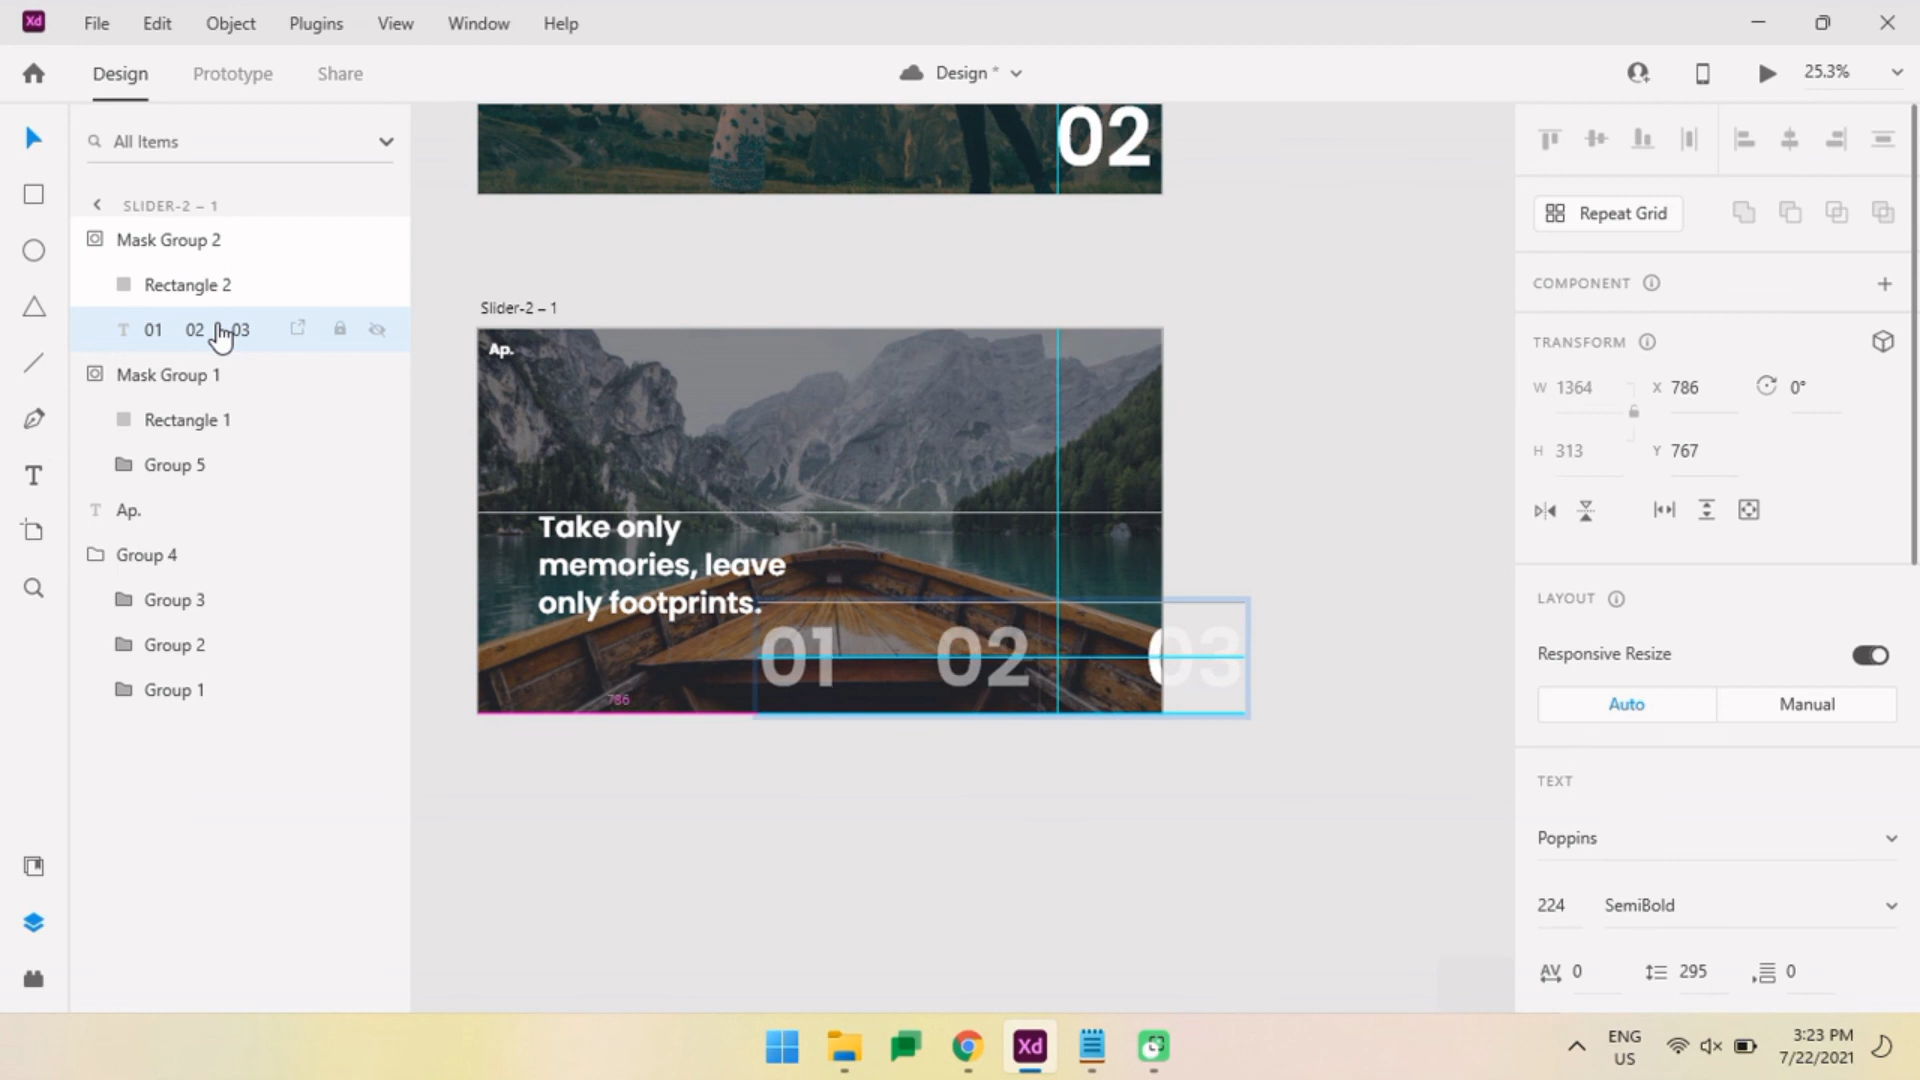 Xd File Edit Object Plugins View Window Help
Design Prototype Share Design * 25.3%
All Items
SLIDER-2 – 1
Mask Group 2
Rectangle 2
01 02 03
Mask Group 1
Rectangle 1
Group 5
Ap.
Group 4
Group 3
Group 2
Group 1
02
Slider-2 – 1
Ap.
Take only
memories, leave
only footprints.
01 02 03
786
Repeat Grid
COMPONENT
TRANSFORM
W 1364 X 786 0°
H 313 Y 767
LAYOUT
Responsive Resize
Auto Manual
TEXT
Poppins
224 SemiBold
AV 0 295 0
Xd
ENG
US
3:23 PM
7/22/2021